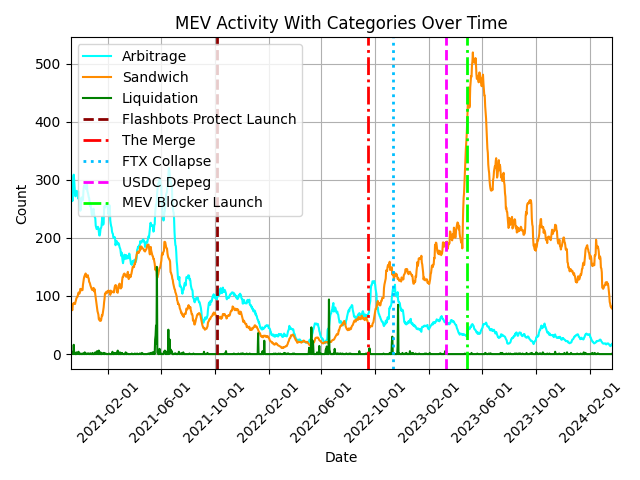 MEV Activity With Categories Over Time
Arbitrage
Sandwich
Liquidation
Flashbots Protect Launch
The Merge
FTX Collapse
USDC Depeg
MEV Blocker Launch
Count
500
400
300
200
100
0
2021-02-01
2021-06-01
2021-10-01
2022-02-01
2022-06-01
2022-10-01
2023-02-01
2023-06-01
2023-10-01
2024-02-01
Date